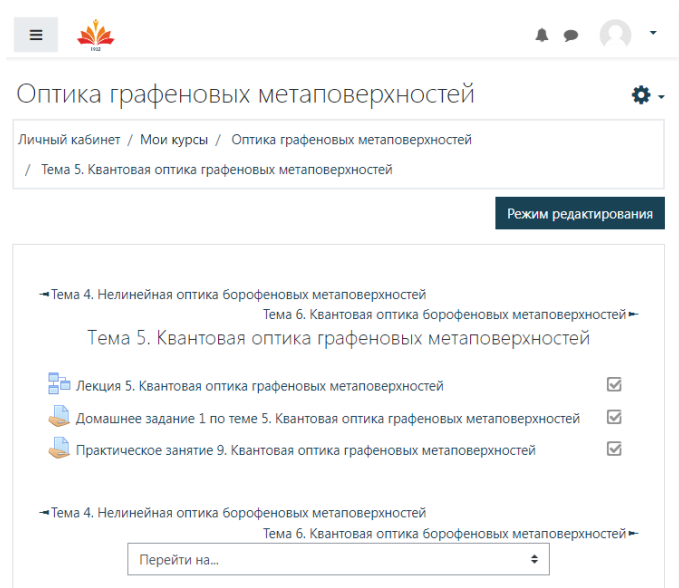 1932
Оптика графеновых метаповерхностей
Личный кабинет / Мои курсы / Оптика графеновых метаповерхностей
/ Тема 5. Квантовая оптика графеновых метаповерхностей
Режим редактирования
Тема 4. Нелинейная оптика борофеновых метаповерхностей
Тема 6. Квантовая оптика борофеновых метаповерхностей
Тема 5. Квантовая оптика графеновых метаповерхностей
Лекция 5. Квантовая оптика графеновых метаповерхностей
Домашнее задание 1 по теме 5. Квантовая оптика графеновых метаповерхностей
Практическое занятие 9. Квантовая оптика графеновых метаповерхностей
Тема 4. Нелинейная оптика борофеновых метаповерхностей
Тема 6. Квантовая оптика борофеновых метаповерхностей
Перейти на...